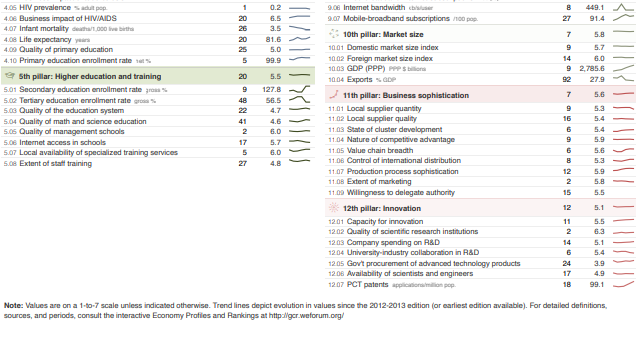 4.05 HIV prevalence % adult pop. 1 0.2
4.06 Business impact of HIV/AIDS 20 6.5
4.07 Infant mortality deaths/1,000 live births 26 3.5
4.08 Life expectancy years 20 81.6
4.09 Quality of primary education 25 5.0
4.10 Primary education enrollment rate net % 5 99.9
5th pillar: Higher education and training 20 5.5
5.01 Secondary education enrollment rate gross % 9 127.8
5.02 Tertiary education enrollment rate gross % 48 56.5
5.03 Quality of the education system 22 4.7
5.04 Quality of math and science education 41 4.6
5.05 Quality of management schools 2 6.0
5.06 Internet access in schools 17 5.7
5.07 Local availability of specialized training services 5 6.0
5.08 Extent of staff training 27 4.8
9.06 Internet bandwidth kb/s/user 8 449.1
9.07 Mobile-broadband subscriptions /100 pop. 27 91.4
10th pillar: Market size 7 5.8
10.01 Domestic market size index 9 5.7
10.02 Foreign market size index 14 6.0
10.03 GDP (PPP) PPP $ billions 9 2,785.6
10.04 Exports % GDP 92 27.9
11th pillar: Business sophistication 7 5.6
11.01 Local supplier quantity 9 5.3
11.02 Local supplier quality 16 5.4
11.03 State of cluster development 6 5.4
11.04 Nature of competitive advantage 9 5.9
11.05 Value chain breadth 6 5.6
11.06 Control of international distribution 8 5.3
11.07 Production process sophistication 12 5.9
11.08 Extent of marketing 2 5.8
11.09 Willingness to delegate authority 15 5.5
12th pillar: Innovation 12 5.1
12.01 Capacity for innovation 11 5.5
12.02 Quality of scientific research institutions 2 6.3
12.03 Company spending on R&D 14 5.1
12.04 University-industry collaboration in R&D 6 5.4
12.05 Gov't procurement of advanced technology products 24 3.9
12.06 Availability of scientists and engineers 17 4.9
12.07 PCT patents applications/million pop. 18 99.1
Note: Values are on a 1-to-7 scale unless indicated otherwise. Trend lines depict evolution in values since the 2012-2013 edition (or earliest edition available). For detailed definitions,
sources, and periods, consult the interactive Economy Profiles and Rankings at http://gcr.weforum.org/